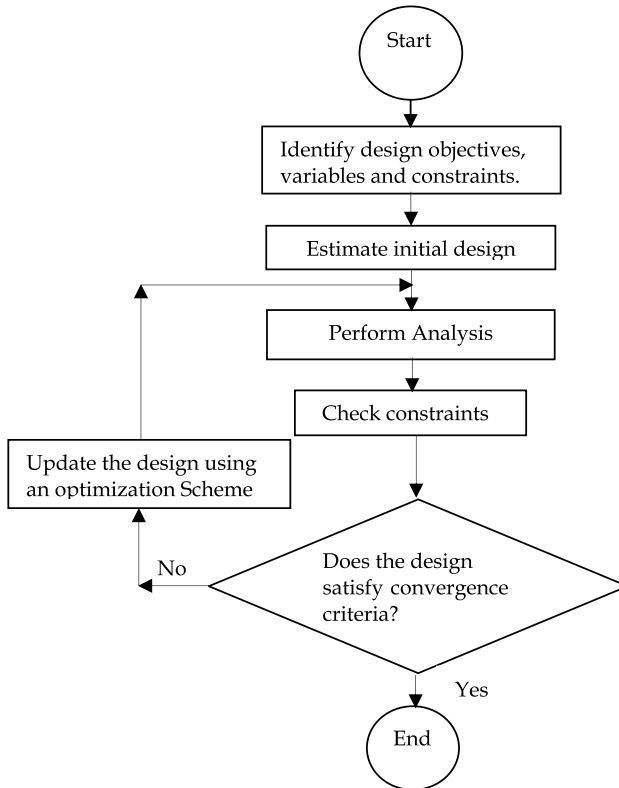 Start
Identify design objectives,
variables and constraints.
Estimate initial design
Perform Analysis
Check constraints
Update the design using
an optimization Scheme
Does the design
satisfy convergence
criteria?
No
Yes
End